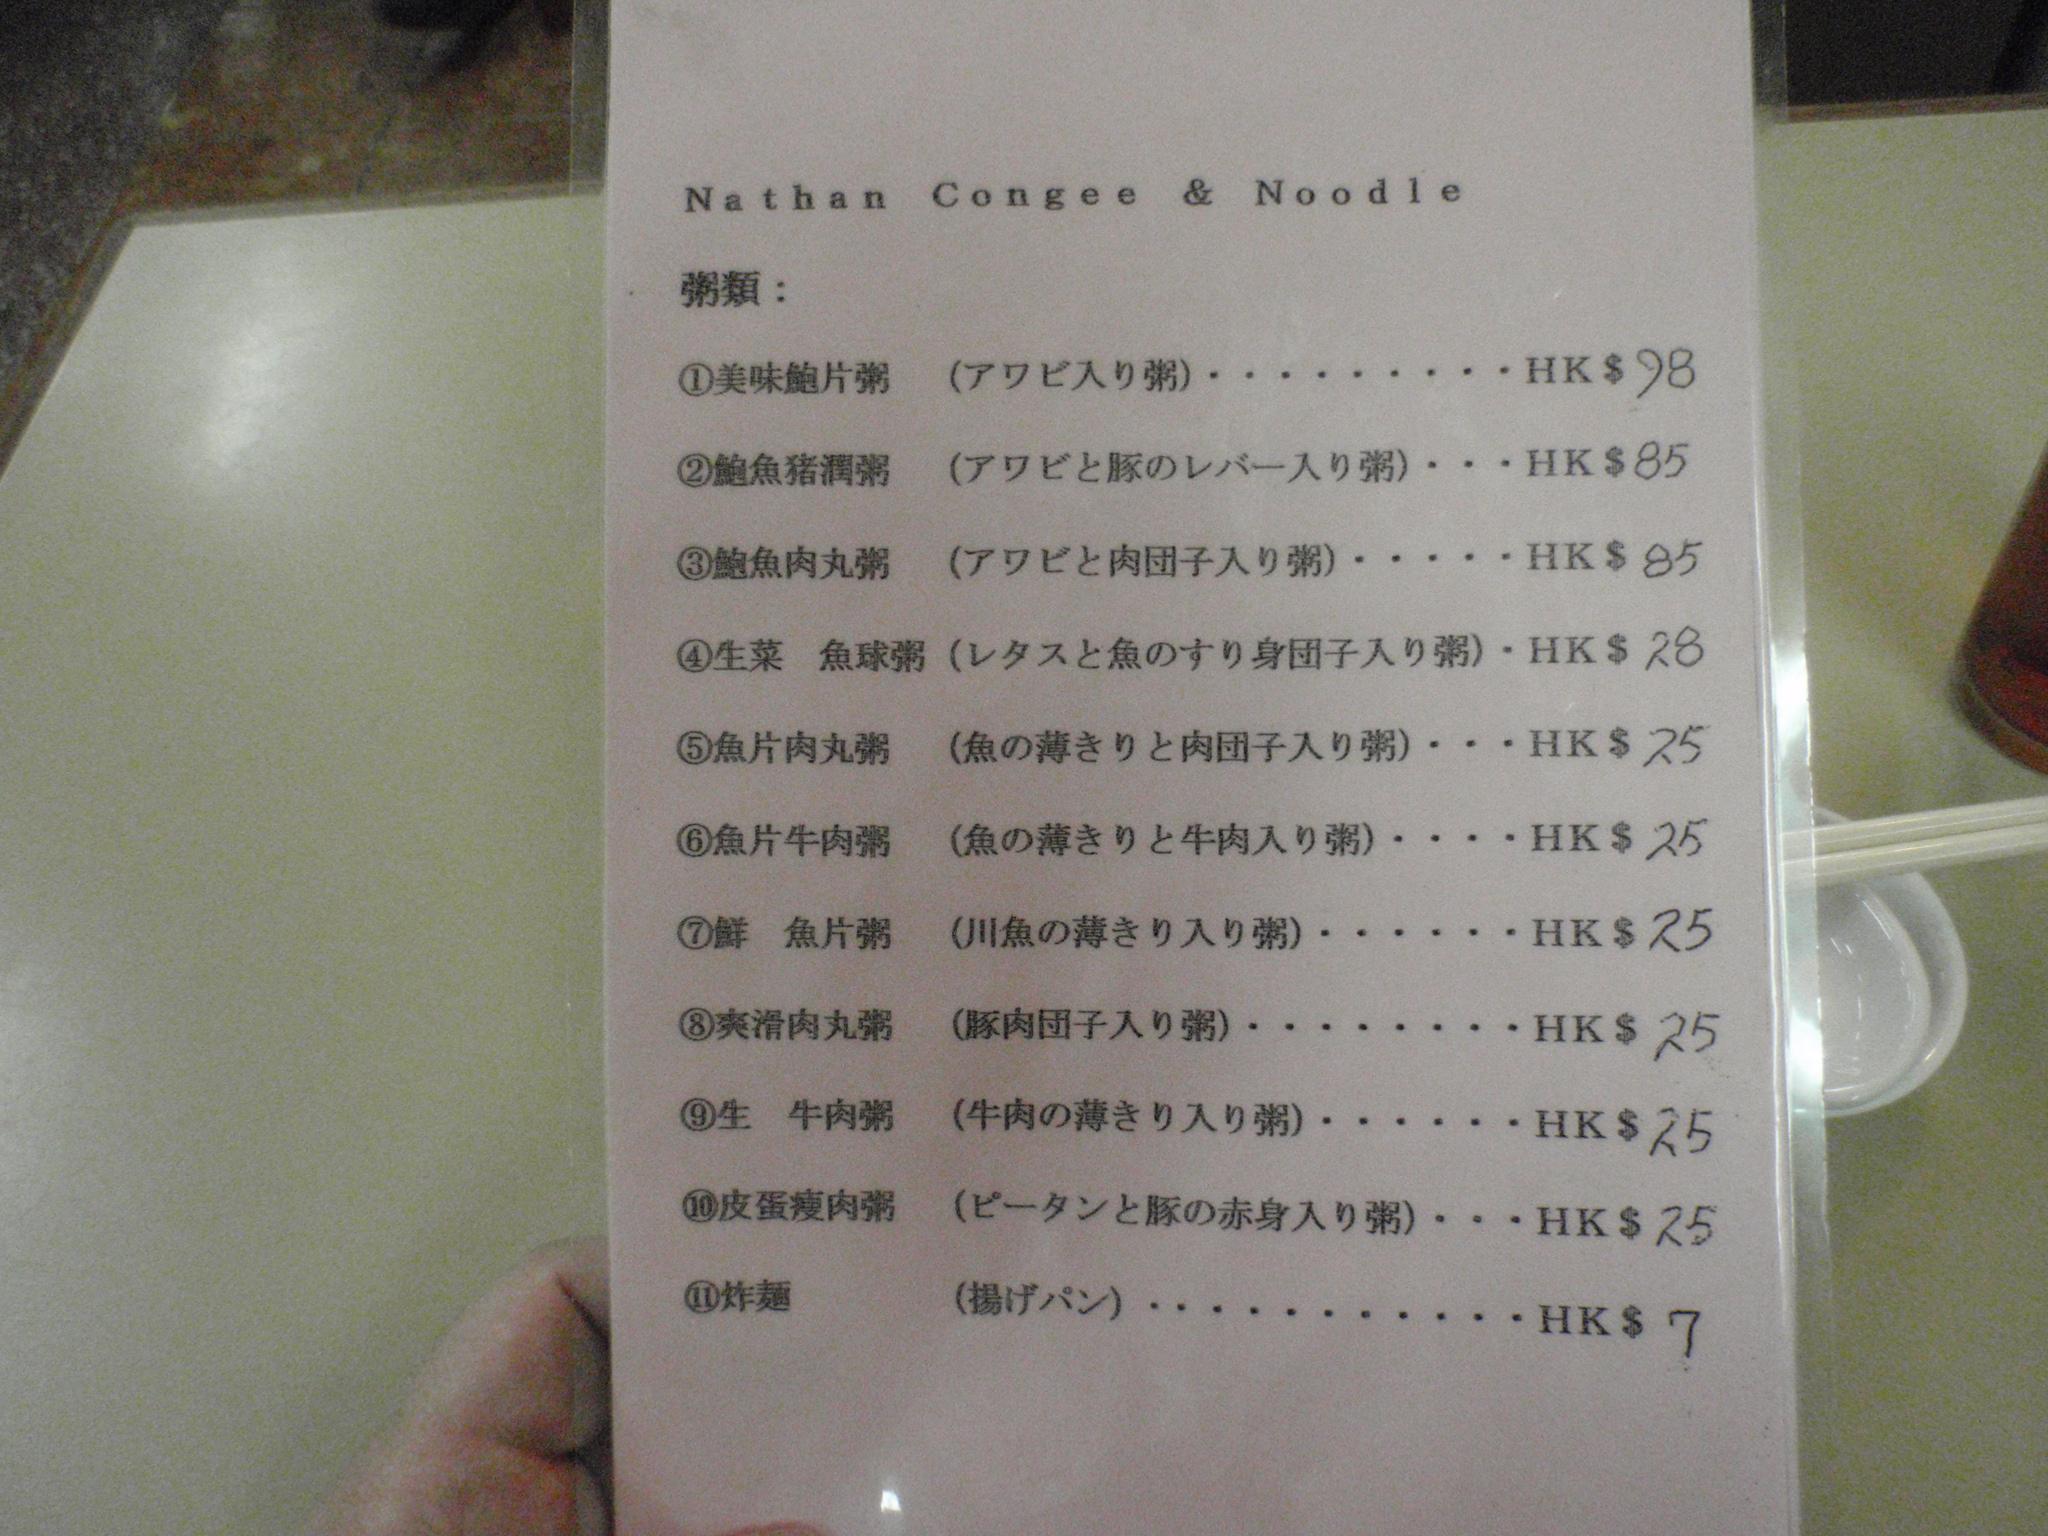 Nathan Congee & Noodle
粥類：
①美味鮑片粥 (アワビ入り粥)・・・・・・・・・HK$98
②鮑魚猪潤粥 (アワビと豚のレバー入り粥)・・・HK$85
③鮑魚肉丸粥 (アワビと肉団子入り粥)・・・・・HK$85
④生菜 魚球粥 (レタスと魚のすり身団子入り粥)・HK$28
⑤魚片肉丸粥 (魚の薄きりと肉団子入り粥)・・・HK$25
⑥魚片牛肉粥 (魚の薄きりと牛肉入り粥)・・・・HK$25
⑦鮮 魚片粥 (川魚の薄きり入り粥)・・・・・・HK$25
⑧爽滑肉丸粥 (豚肉団子入り粥)・・・・・・・・HK$25
⑨生 牛肉粥 (牛肉の薄きり入り粥)・・・・・・HK$25
⑩皮蛋痩肉粥 (ピータンと豚の赤身入り粥)・・・HK$25
⑪炸麺 (揚げパン)・・・・・・・・・・・・HK$7